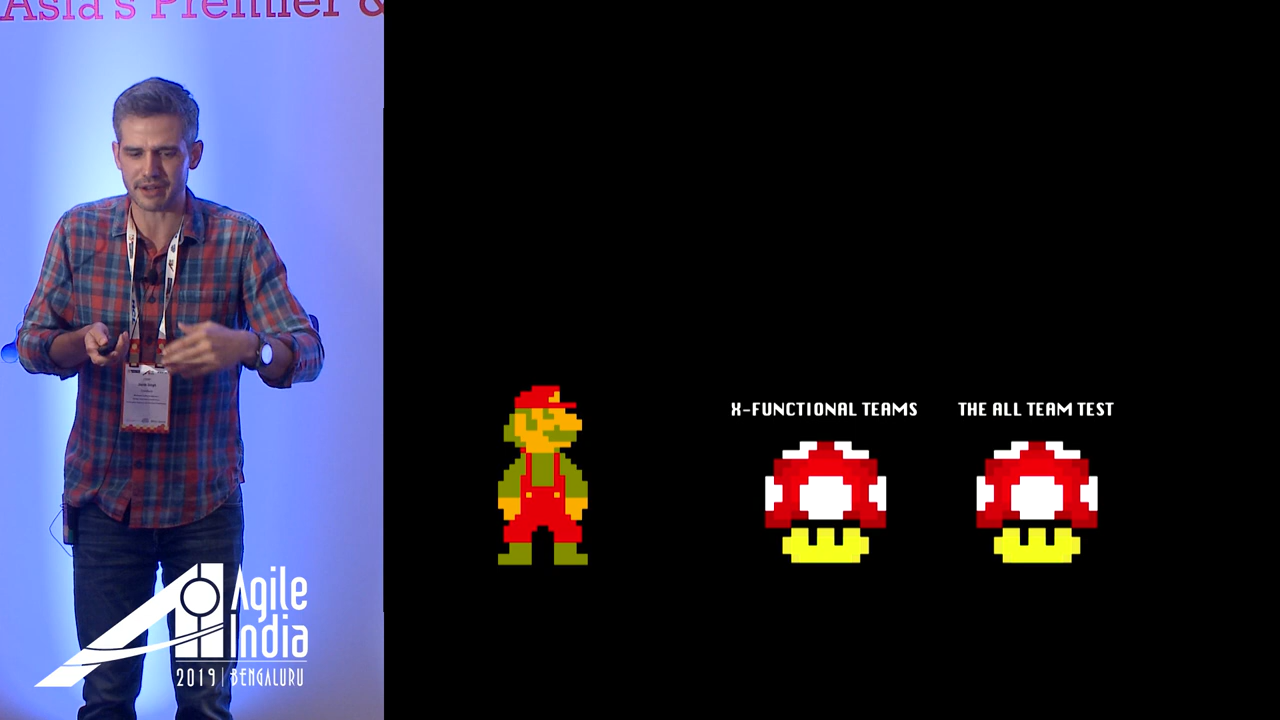 Asia's Premier &
X-FUNCTIONAL TEAMS
THE ALL TEAM TEST
Agile
India
2019 | BENGALURU